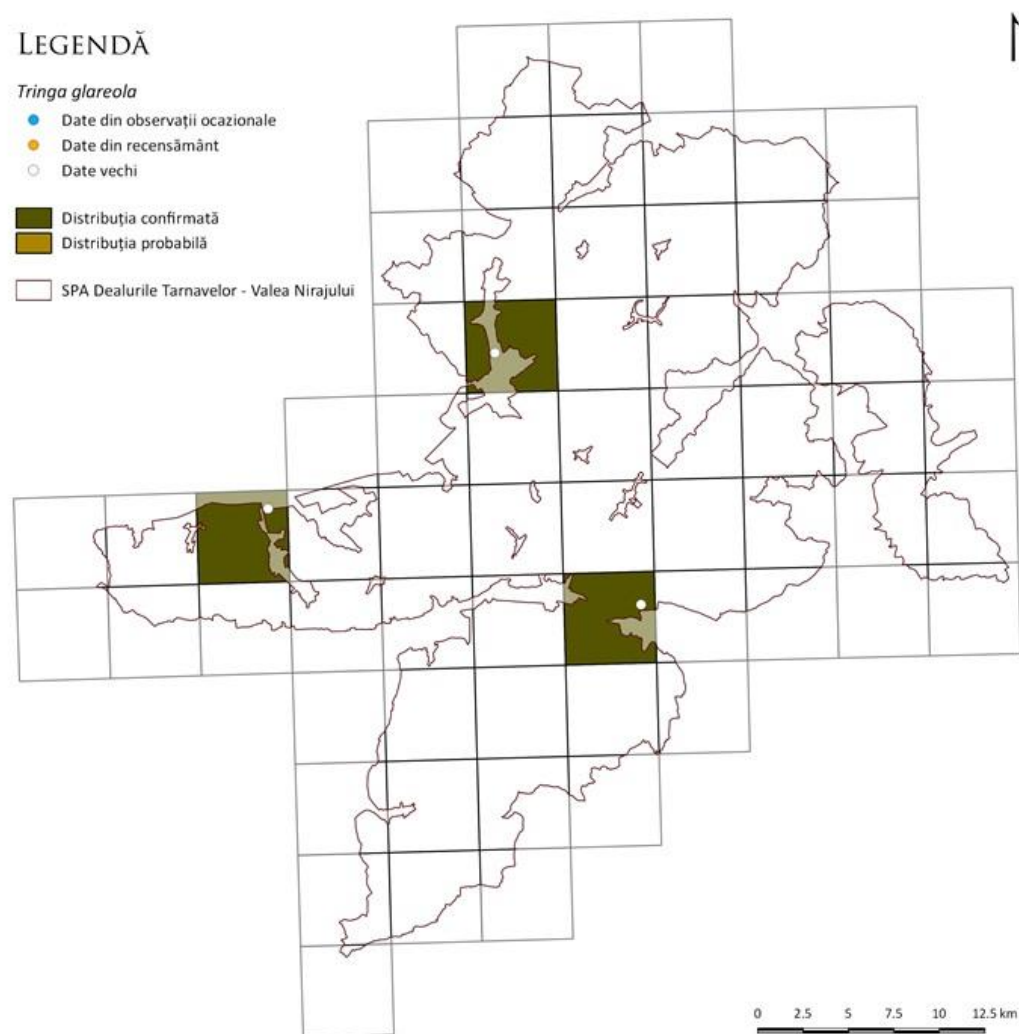 LEGENDĂ
Tringa glareola
Date din observații ocazionale
Date din recensământ
Date vechi
Distribuția confirmată
Distribuția probabilă
SPA Dealurile Tarnavelor - Valea Nirajului
0 2.5 5 7.5 10 12.5 km